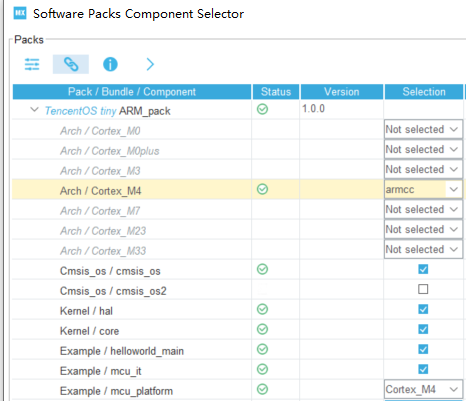 MX Software Packs Component Selector
Packs
Pack / Bundle / Component Status Version Selection
TencentOS tiny ARM_pack 1.0.0
Arch / Cortex_M0 Not selected
Arch / Cortex_M0plus Not selected
Arch / Cortex_M3 Not selected
Arch / Cortex_M4 armcc
Arch / Cortex_M7 Not selected
Arch / Cortex_M23 Not selected
Arch / Cortex_M33 Not selected
Cmsis_os / cmsis_os
Cmsis_os / cmsis_os2
Kernel / hal
Kernel / core
Example / helloworld_main
Example / mcu_it
Example / mcu_platform Cortex_M4